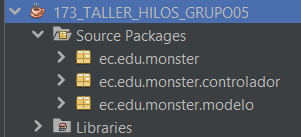 173_TALLER_HILOS_GRUPO05
Source Packages
ec.edu.monster
ec.edu.monster.controlador
ec.edu.monster.modelo
Libraries